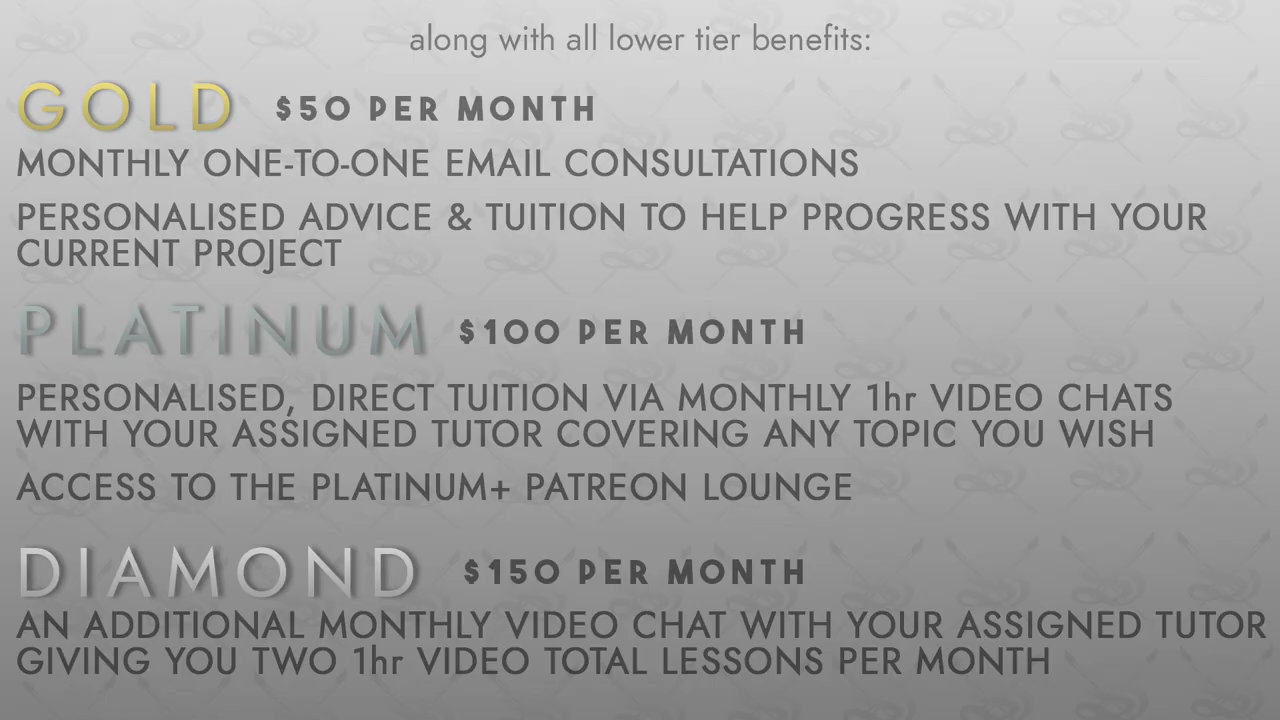 along with all lower tier benefits:
GOLD $50 PER MONTH
MONTHLY ONE-TO-ONE EMAIL CONSULTATIONS
PERSONALISED ADVICE & TUITION TO HELP PROGRESS WITH YOUR
CURRENT PROJECT
PLATINUM $100 PER MONTH
PERSONALISED, DIRECT TUITION VIA MONTHLY 1hr VIDEO CHATS
WITH YOUR ASSIGNED TUTOR COVERING ANY TOPIC YOU WISH
ACCESS TO THE PLATINUM+ PATREON LOUNGE
DIAMOND $150 PER MONTH
AN ADDITIONAL MONTHLY VIDEO CHAT WITH YOUR ASSIGNED TUTOR
GIVING YOU TWO 1hr VIDEO TOTAL LESSONS PER MONTH